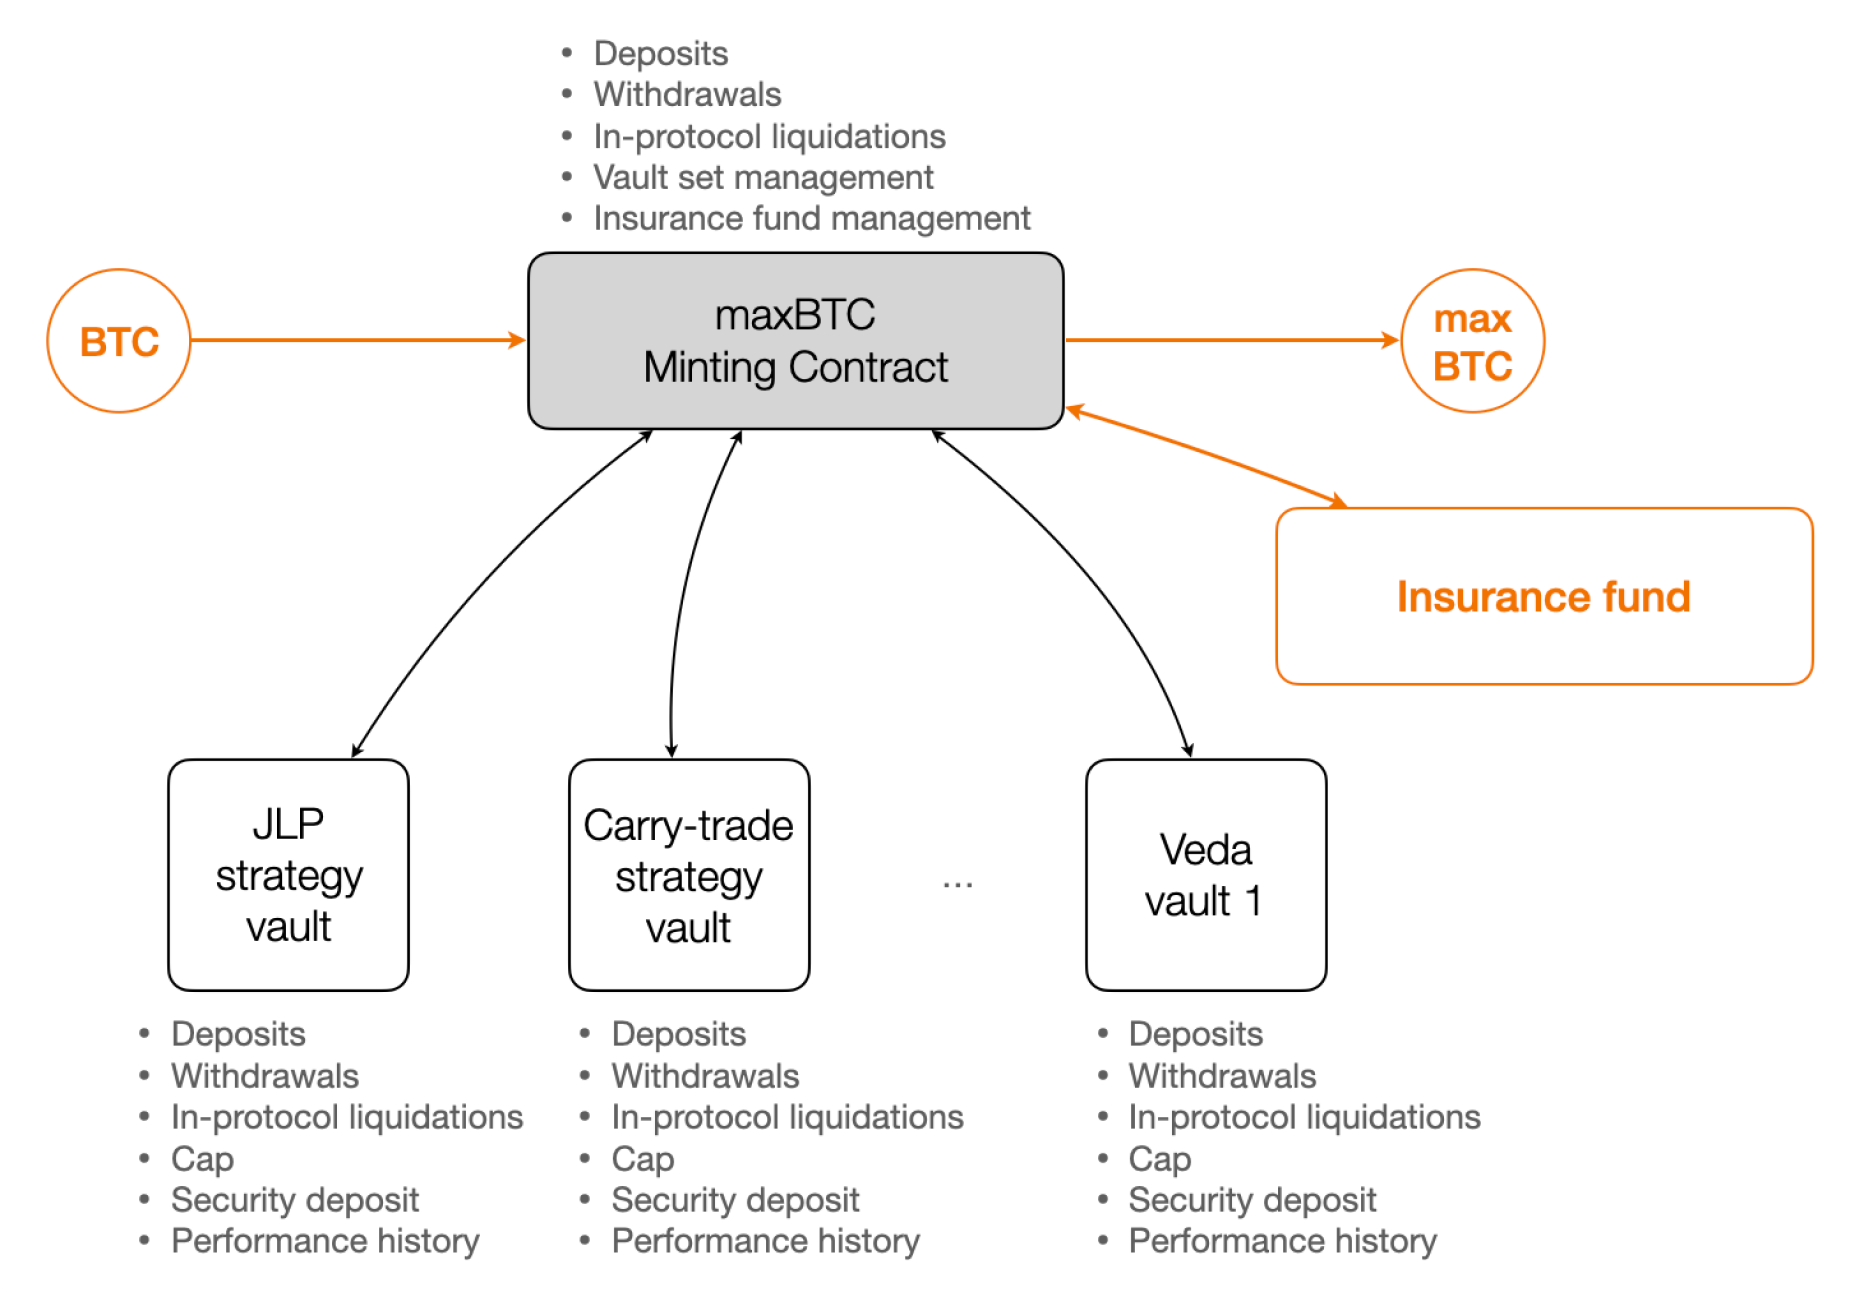 • Deposits
• Withdrawals
• In-protocol liquidations
• Vault set management
• Insurance fund management
BTC
maxBTC
Minting Contract
max
BTC
Insurance fund
JLP
strategy
vault
Carry-trade
strategy
vault
...
Veda
vault 1
• Deposits
• Withdrawals
• In-protocol liquidations
• Cap
• Security deposit
• Performance history
• Deposits
• Withdrawals
• In-protocol liquidations
• Cap
• Security deposit
• Performance history
• Deposits
• Withdrawals
• In-protocol liquidations
• Cap
• Security deposit
• Performance history